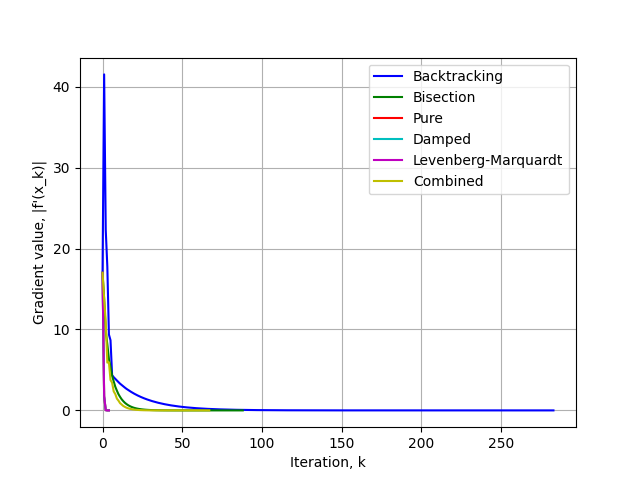 Gradient value, |f'(x_k)|
40
30
20
10
0
Backtracking
Bisection
Pure
Damped
Levenberg-Marquardt
Combined
0 50 100 150 200 250
Iteration, k